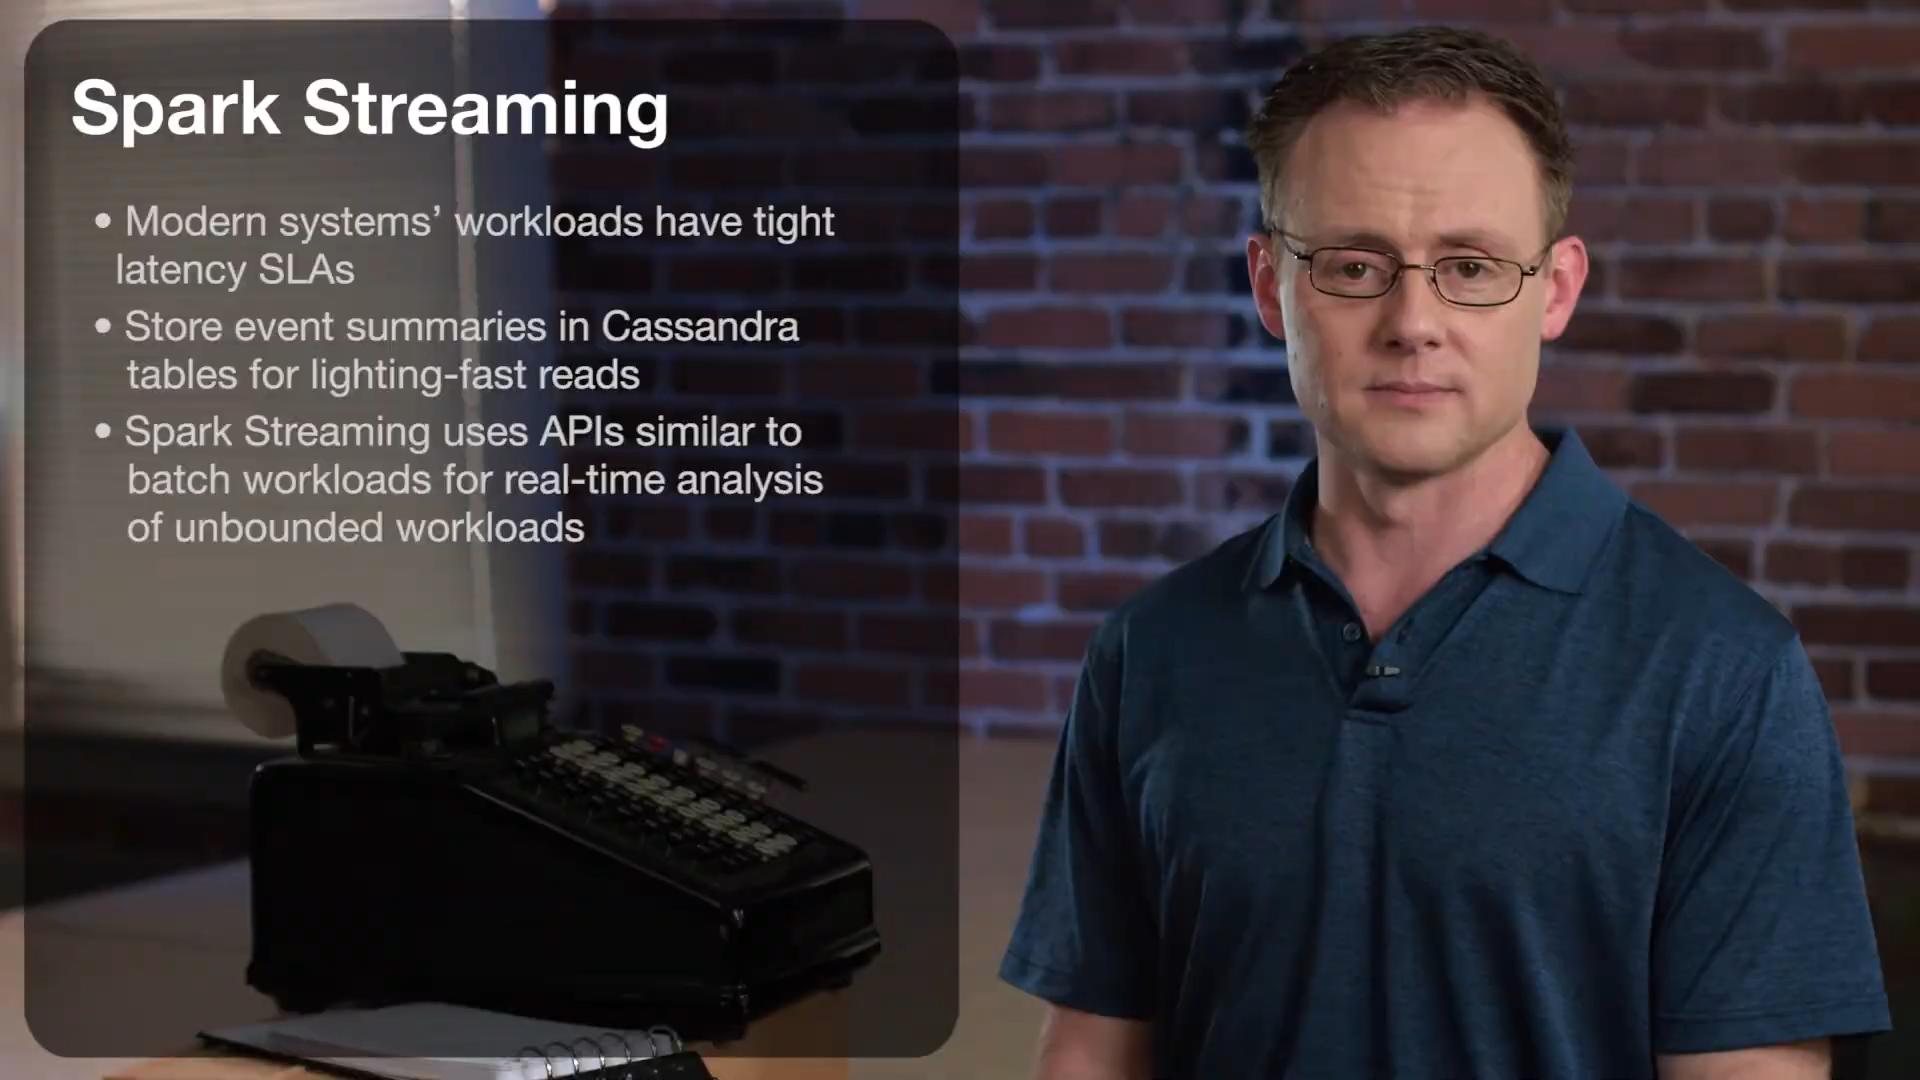 Spark Streaming
• Modern systems’ workloads have tight
latency SLAs
• Store event summaries in Cassandra
tables for lighting-fast reads
• Spark Streaming uses APIs similar to
batch workloads for real-time analysis
of unbounded workloads